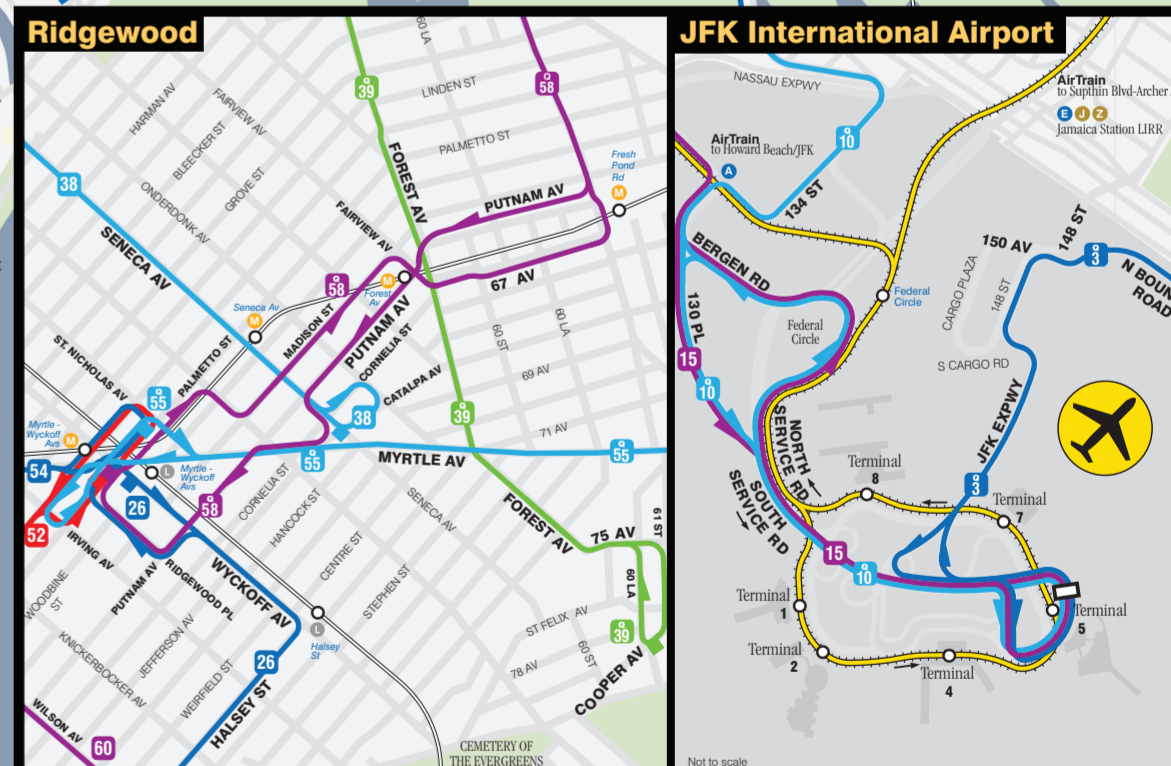 Ridgewood
39
60 LA
58
LINDEN ST
HARMAN AV
FAIRVIEW AV
BLEECKER ST
PALMETTO ST
FOREST AV
Fresh
Pond
Rd
M
38
GROVE ST
ONDERDONK AV
PUTNAM AV
FAIRVIEW AV
SENECA AV
67 AV
58
M
Forest
Av
Seneca Av
M
MADISON ST
PUTNAM AV
CORNELIA ST
60 ST
60 LA
ST. NICHOLAS AV
PALMETTO ST
CATALPA AV
69 AV
55
38
39
71 AV
Myrtle -
Wyckoff
Avs
M
54
L
Myrtle -
Wyckoff
Avs
55
MYRTLE AV
55
26
58
CORNELIA ST
HANCOCK ST
SENECA AV
FOREST AV
52
IRVING AV
PUTNAM AV
RIDGEWOOD PL
WYCKOFF AV
CENTRE ST
STEPHEN ST
75 AV
61 ST
60 LA
WOODBINE
ST
KNICKERBOCKER AV
JEFFERSON AV
WEIRFIELD ST
L
Halsey
St
ST FELIX AV
39
60 ST
26
HALSEY ST
78 AV
COOPER AV
WILSON AV
60
CEMETERY OF
THE EVERGREENS
JFK International Airport
NASSAU EXPWY
AirTrain
to Supthin Blvd-Archer
E J Z
Jamaica Station LIRR
10
AirTrain
to Howard Beach/JFK
A
134 ST
BERGEN RD
150 AV
148 ST
3
N BOUN
ROAD
CARGO PLAZA
148 ST
Federal
Circle
130 PL
Federal
Circle
S CARGO RD
15
10
JFK EXPWY
NORTH
SERVICE RD
SOUTH
SERVICE RD
Terminal
8
3
Terminal
7
15
10
Terminal
1
Terminal
5
Terminal
2
Terminal
4
Not to scale